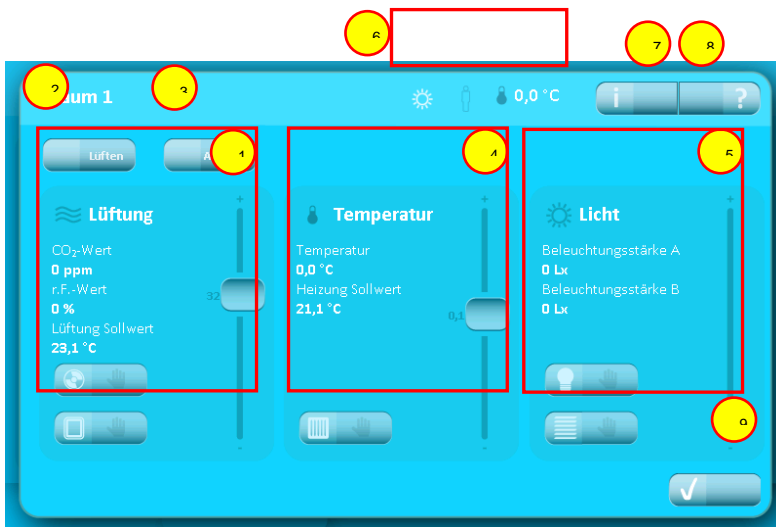 6
7
8
2
3
aum 1
0,0 °C
i
?
Lüften
A
1
4
5
Lüftung
Temperatur
Licht
+
+
+
CO₂-Wert
0 ppm
r.F.-Wert
0 %
Lüftung Sollwert
23,1 °C
32
Temperatur
0,0 °C
Heizung Sollwert
21,1 °C
0,1
Beleuchtungsstärke A
0 Lx
Beleuchtungsstärke B
0 Lx
9
-
-
-